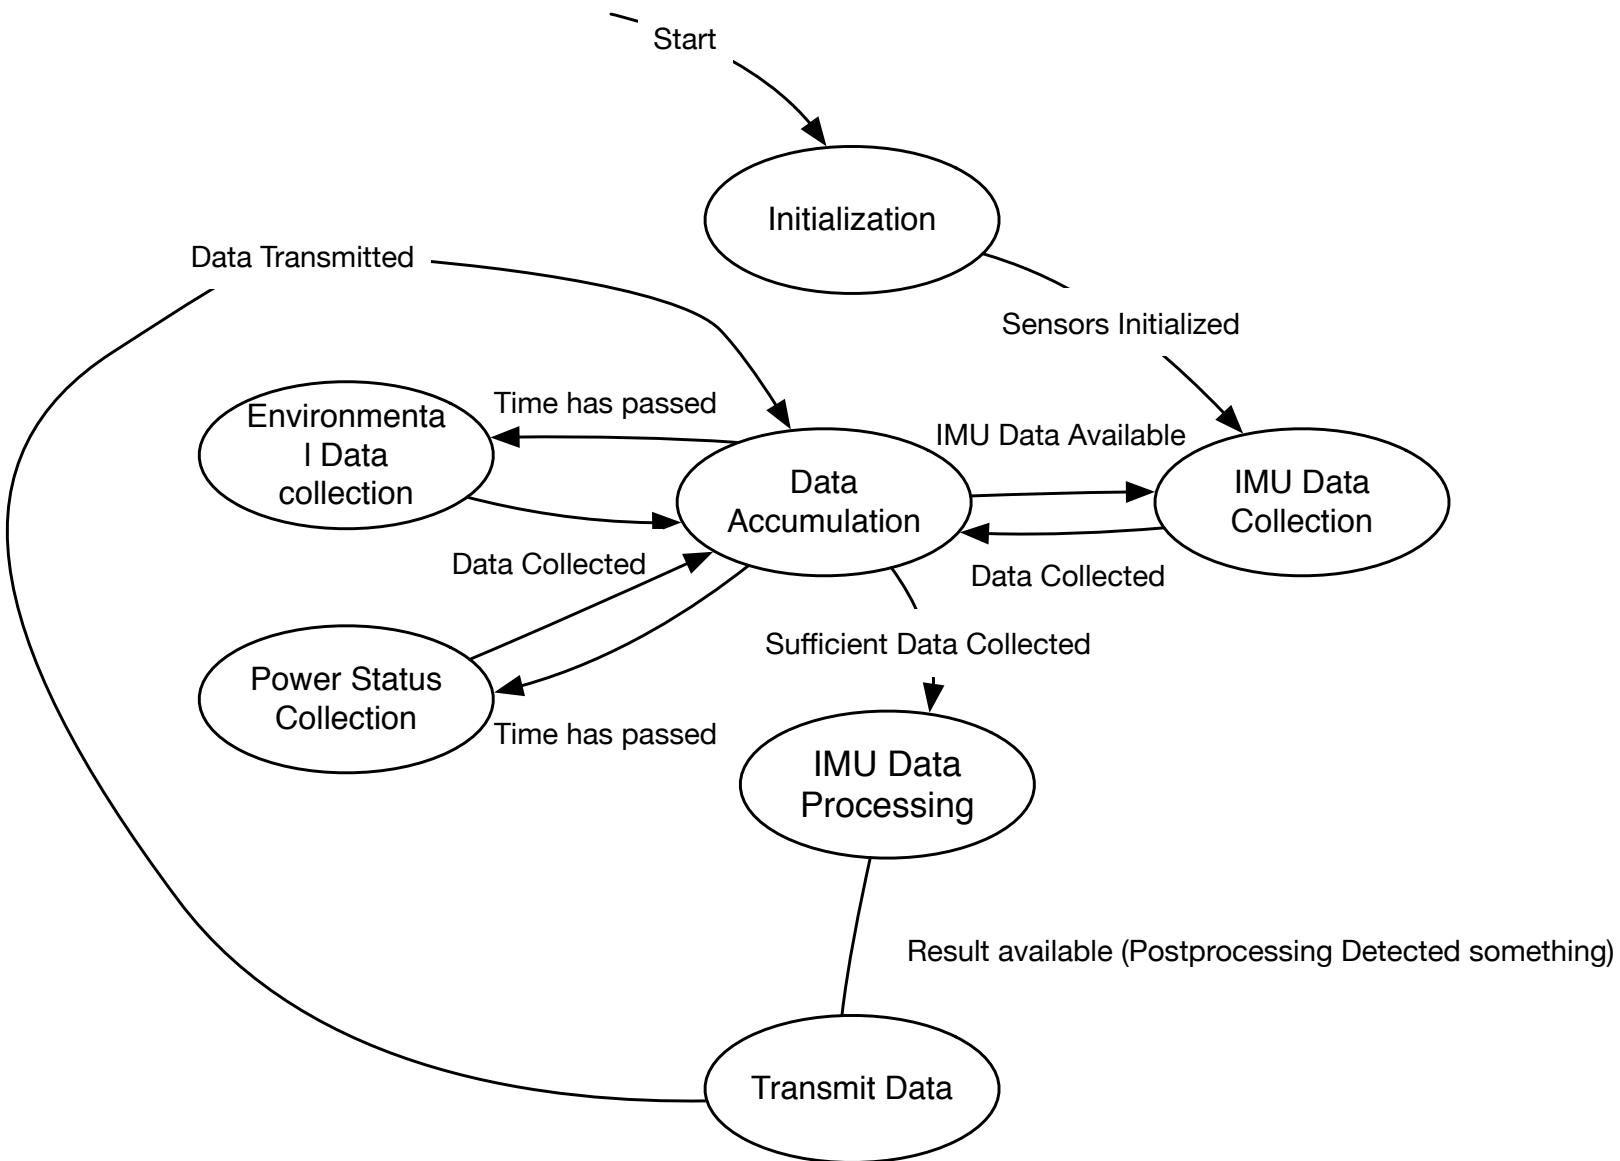 Start
Initialization
Data Transmitted
Sensors Initialized
Time has passed
Environmenta
l Data
collection
IMU Data Available
Data
Accumulation
IMU Data
Collection
Data Collected
Data Collected
Sufficient Data Collected
Power Status
Collection
Time has passed
IMU Data
Processing
Result available (Postprocessing Detected something)
Transmit Data